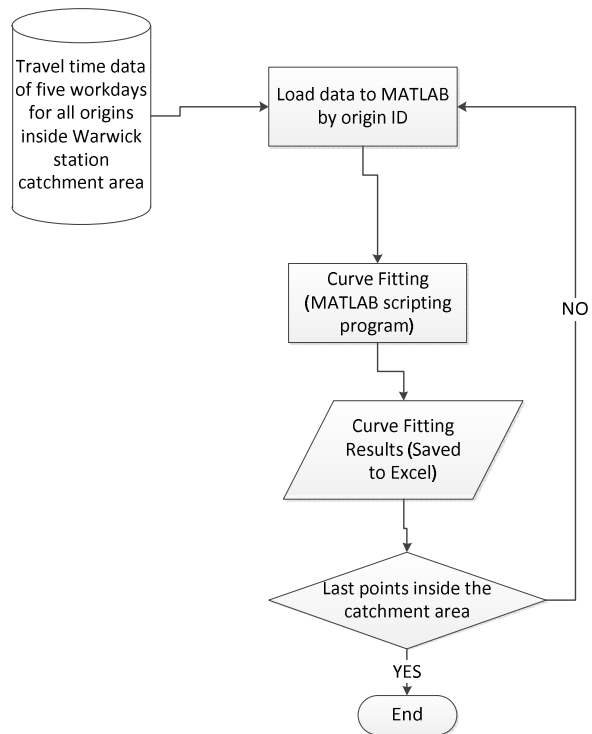 Travel time data
of five workdays
for all origins
inside Warwick
station
catchment area
Load data to MATLAB
by origin ID
Curve Fitting
(MATLAB scripting
program)
NO
Curve Fitting
Results (Saved
to Excel)
Last points inside the
catchment area
YES
End